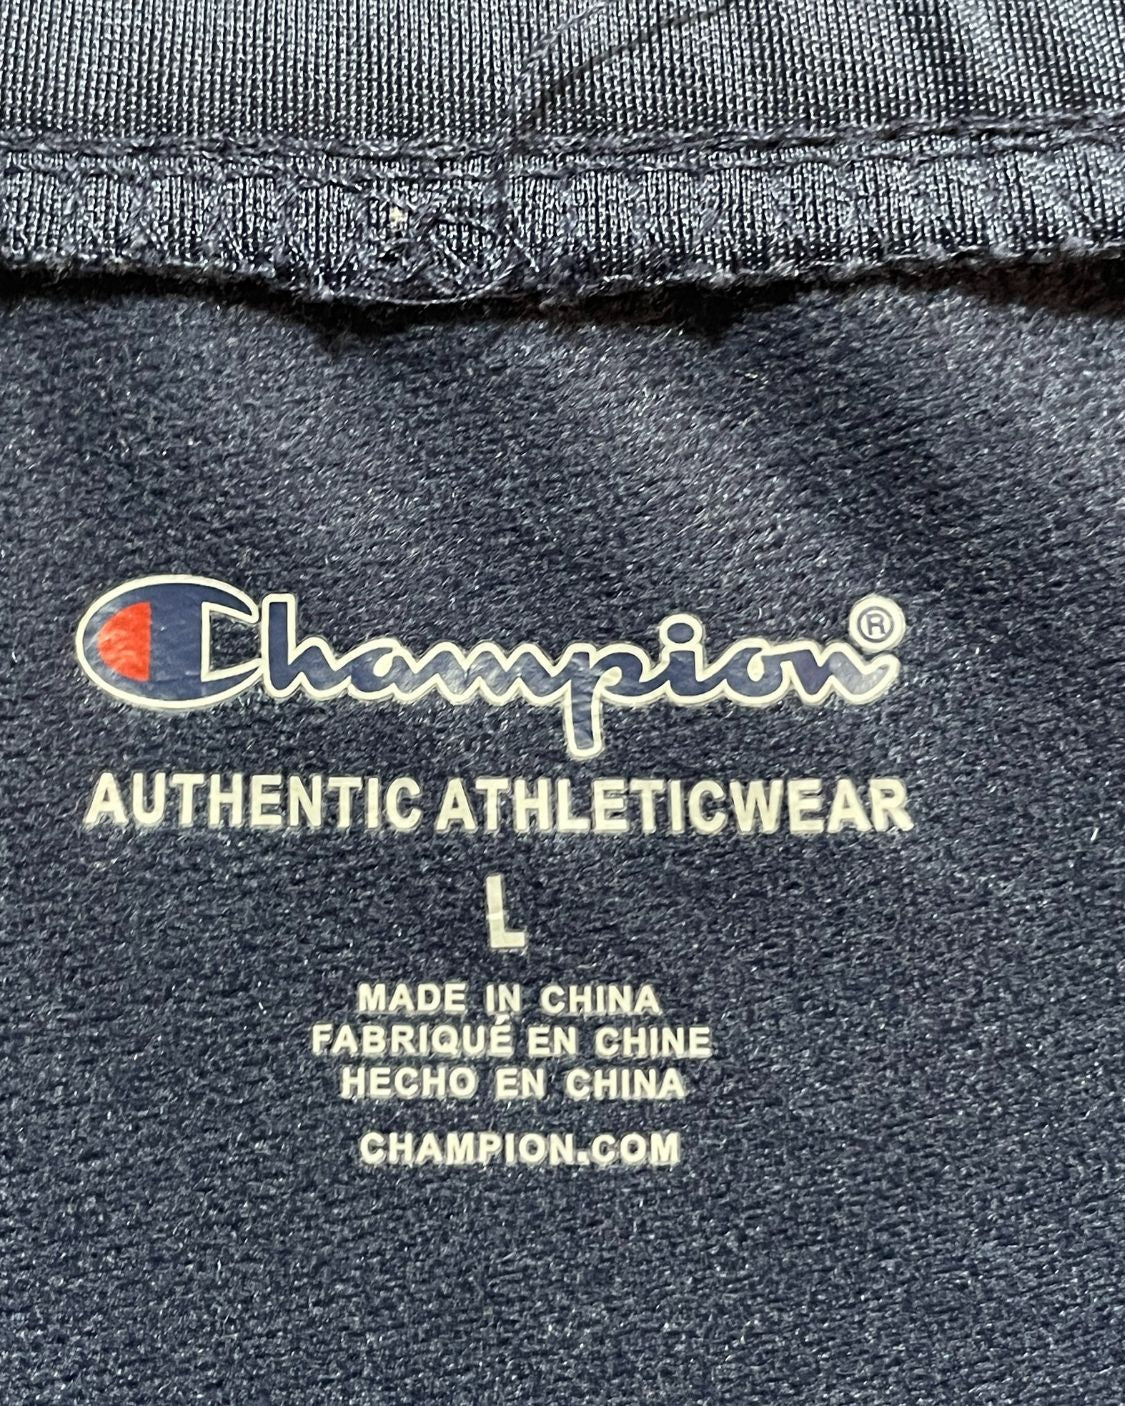 Champion®
AUTHENTIC ATHLETICWEAR
L
MADE IN CHINA
FABRIQUÉ EN CHINE
HECHO EN CHINA
CHAMPION.COM